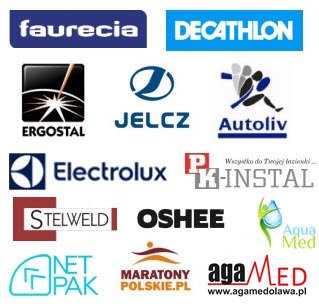 faurecia
DECATHLON
ERGOSTAL
JELCZ
Autoliv
Electrolux
Wszystko do Twojej łazienki ...
PK-INSTAL
STELWELD
OSHEE
Aqua
Med
NET
PAK
MARATONY
POLSKIE.PL
agaMED
www.agamedolawa.pl